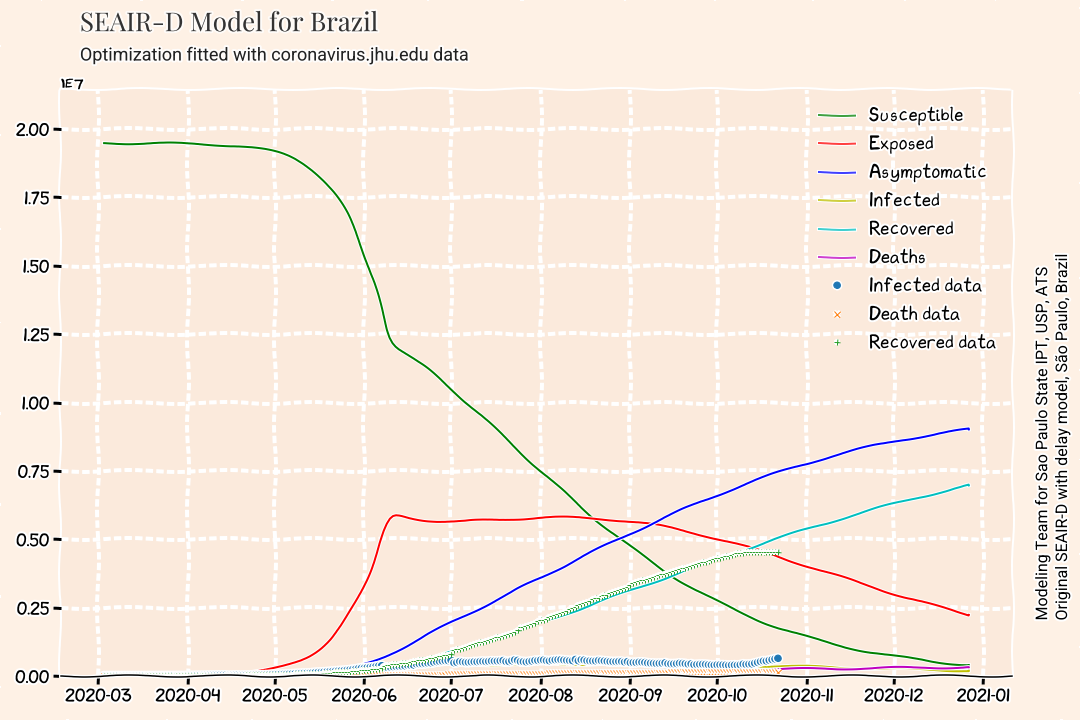 SEAIR-D Model for Brazil
Optimization fitted with coronavirus.jhu.edu data
1E7
2.00
1.75
1.50
1.25
1.00
0.75
0.50
0.25
0.00
2020-03 2020-04 2020-05 2020-06 2020-07 2020-08 2020-09 2020-10 2020-11 2020-12 2021-01
Susceptible
Exposed
Asymptomatic
Infected
Recovered
Deaths
Infected data
Death data
Recovered data
Modeling Team for Sao Paulo State IPT, USP, ATS
Original SEAIR-D with delay model, São Paulo, Brazil